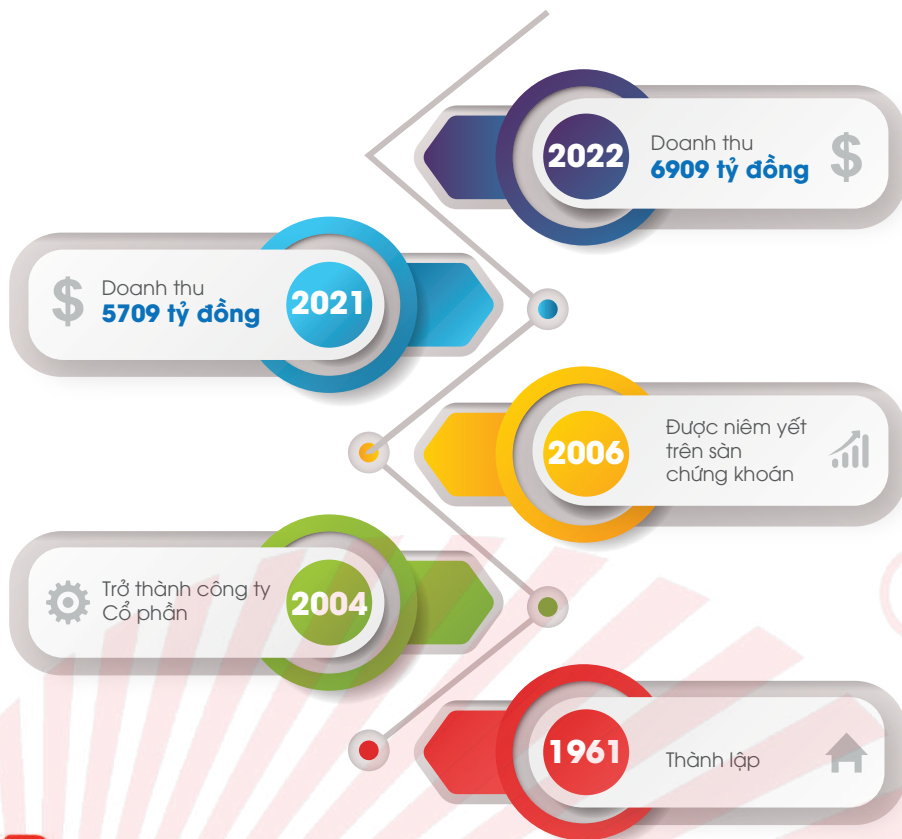 2022
Doanh thu
6909 tỷ đồng
$
$
Doanh thu
5709 tỷ đồng
2021
2006
Được niêm yết
trên sàn
chứng khoán
Trở thành công ty
Cổ phần
2004
1961
Thành lập